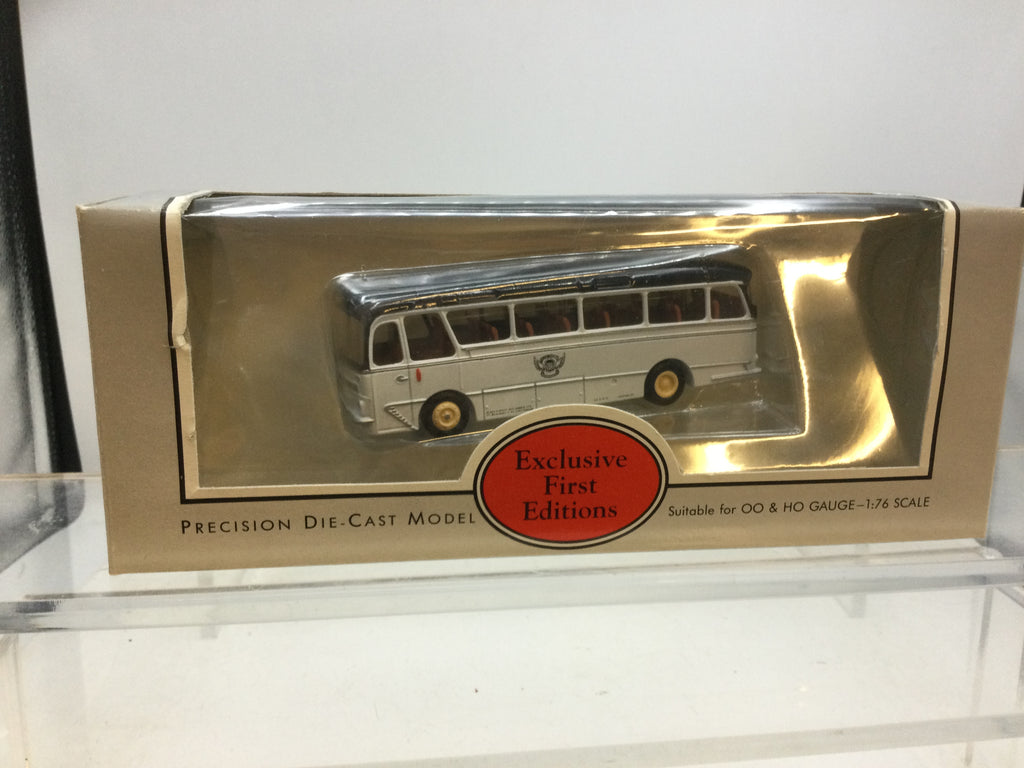 Exclusive
First
Editions
PRECISION DIE-CAST MODEL
Suitable for OO & HO GAUGE–1:76 SCALE